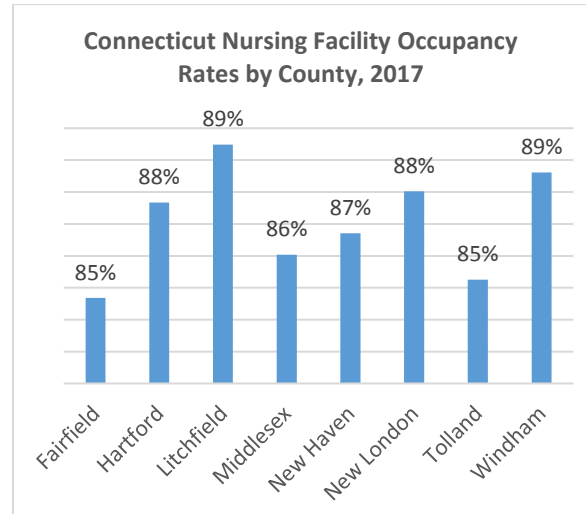 Connecticut Nursing Facility Occupancy
Rates by County, 2017
85%
88%
89%
86%
87%
88%
85%
89%
Fairfield
Hartford
Litchfield
Middlesex
New Haven
New London
Tolland
Windham